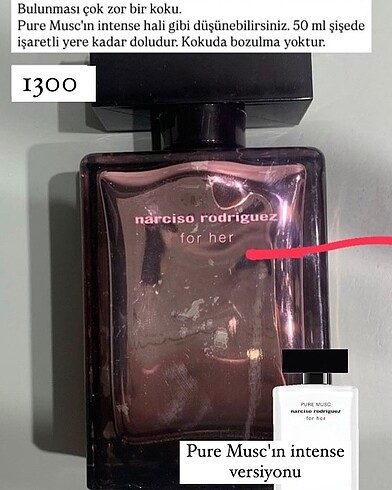 Bulunması çok zor bir koku.
Pure Musc'ın intense hali gibi düşünebilirsiniz. 50 ml şişede
işaretli yere kadar doludur. Kokuda bozulma yoktur.
1300
narciso rodriguez
for her
PURE MUSC
narciso rodriguez
for her
Pure Musc'ın intense
versiyonu